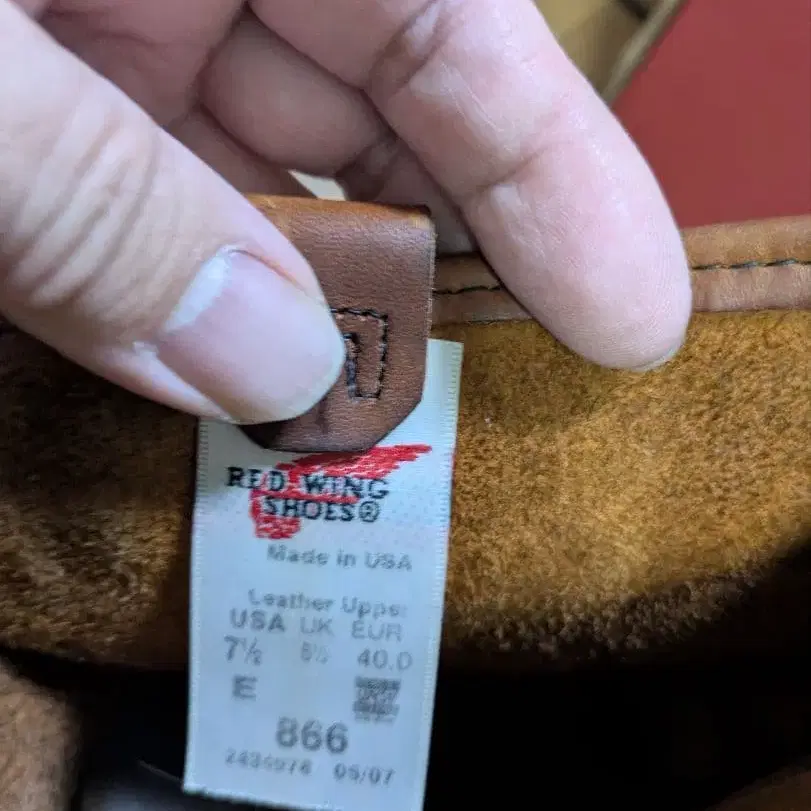 RED WING
SHOES®
Made in USA
Leather Upper
USA UK EUR
7½ 6½ 40.0
E
866
05/07